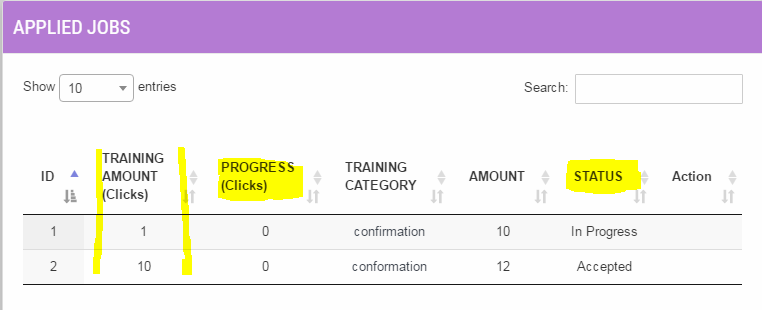 APPLIED JOBS
Show 10 entries Search:
ID TRAINING AMOUNT (Clicks) PROGRESS (Clicks) TRAINING CATEGORY AMOUNT STATUS Action
1 1 0 confirmation 10 In Progress
2 10 0 conformation 12 Accepted